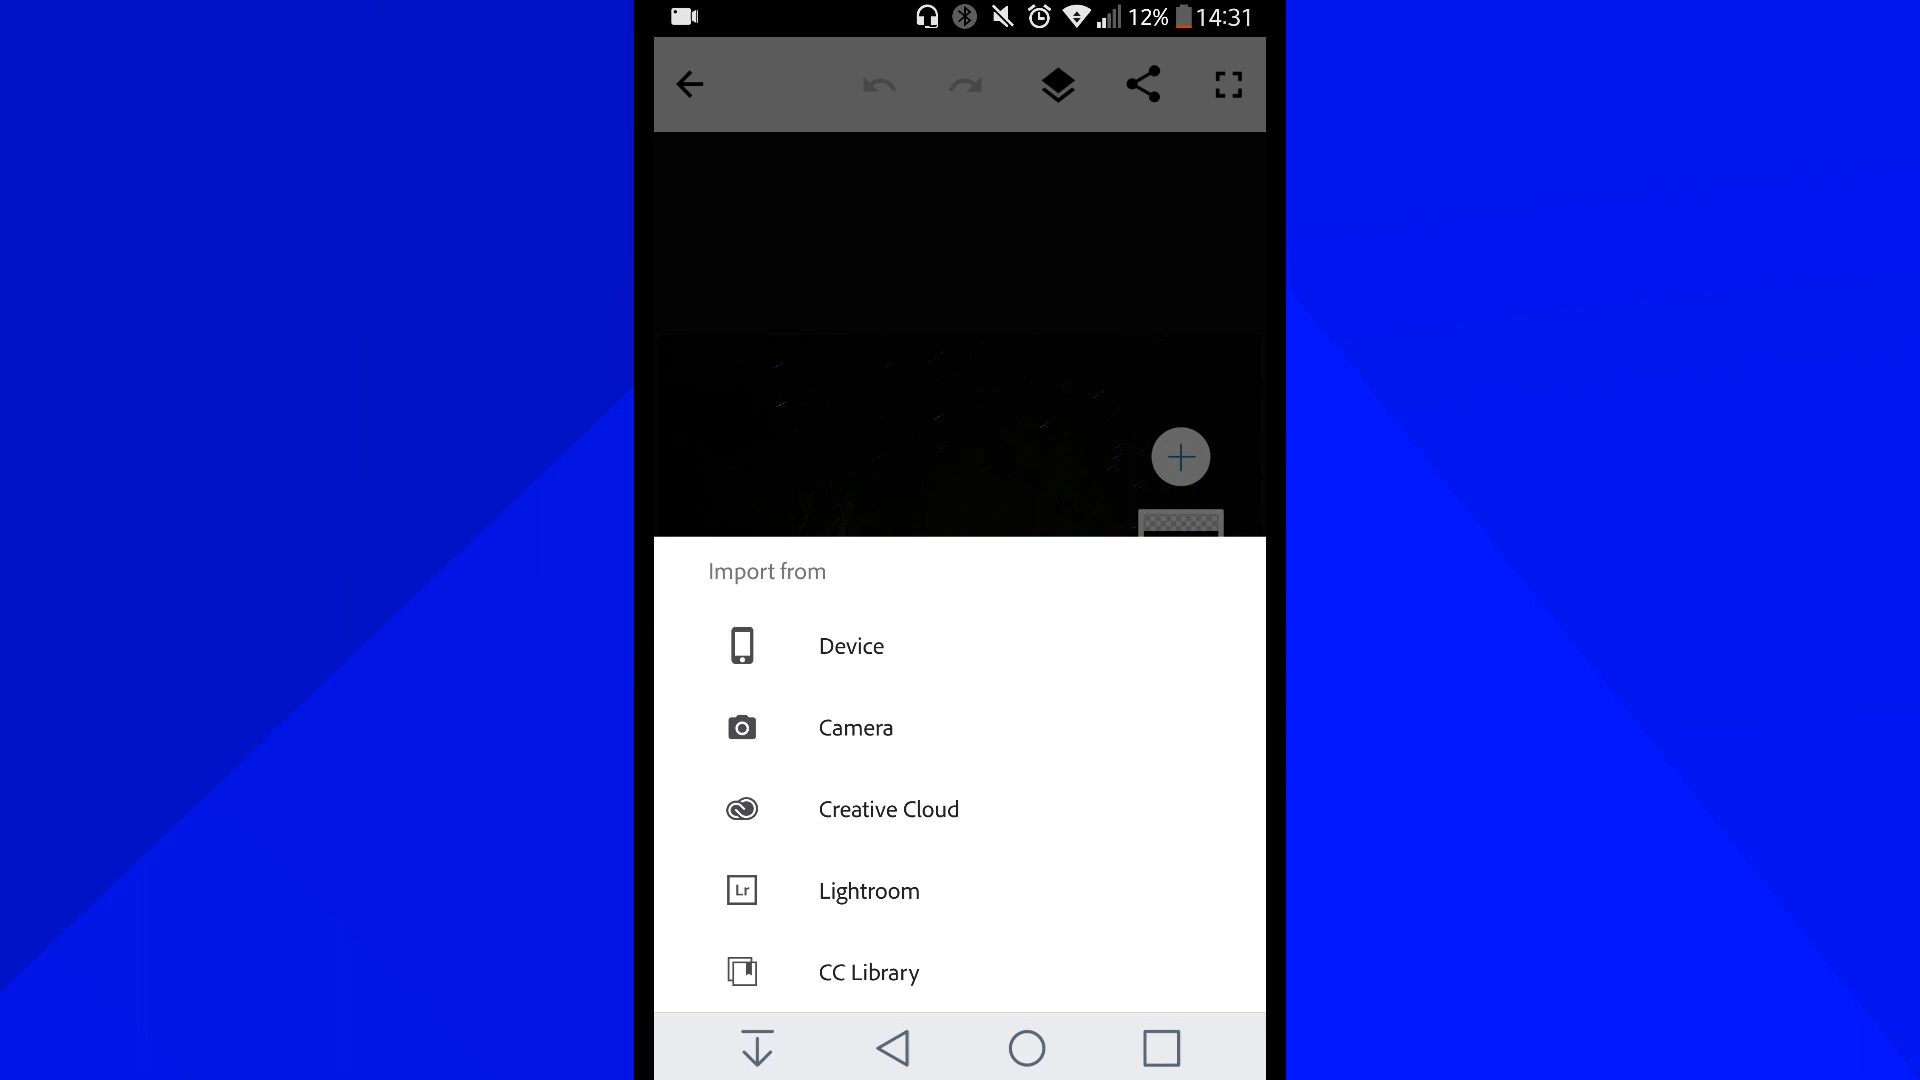 12% 14:31
Import from
Device
Camera
Creative Cloud
Lr Lightroom
CC Library